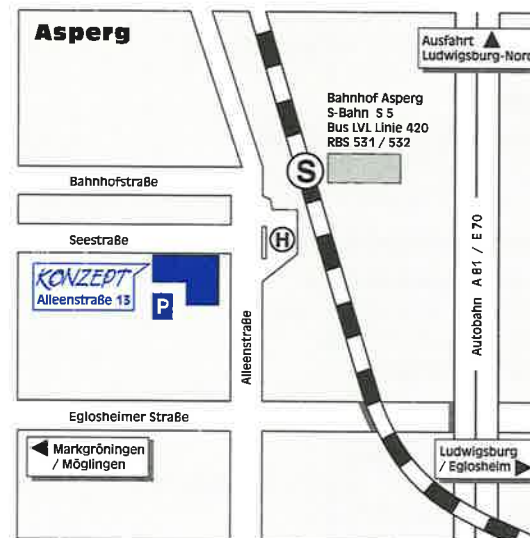 Asperg
Ausfahrt ▲
Ludwigsburg-Nord
Bahnhof Asperg
S-Bahn S 5
Bus LVL Linie 420
RBS 531 / 532
S
Bahnhofstraße
Seestraße
H
KONZEPT
Alleenstraße 13
P
Alleenstraße
Autobahn A 81 / E 70
Eglosheimer Straße
◀ Markgröningen
/ Möglingen
Ludwigsburg
/ Eglosheim ▶